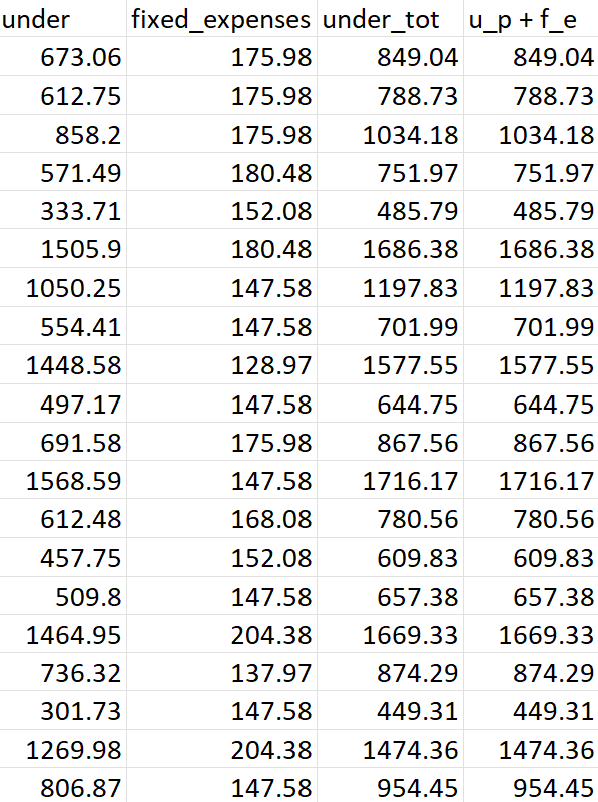 under fixed_expenses under_tot u_p + f_e
673.06 175.98 849.04 849.04
612.75 175.98 788.73 788.73
858.2 175.98 1034.18 1034.18
571.49 180.48 751.97 751.97
333.71 152.08 485.79 485.79
1505.9 180.48 1686.38 1686.38
1050.25 147.58 1197.83 1197.83
554.41 147.58 701.99 701.99
1448.58 128.97 1577.55 1577.55
497.17 147.58 644.75 644.75
691.58 175.98 867.56 867.56
1568.59 147.58 1716.17 1716.17
612.48 168.08 780.56 780.56
457.75 152.08 609.83 609.83
509.8 147.58 657.38 657.38
1464.95 204.38 1669.33 1669.33
736.32 137.97 874.29 874.29
301.73 147.58 449.31 449.31
1269.98 204.38 1474.36 1474.36
806.87 147.58 954.45 954.45